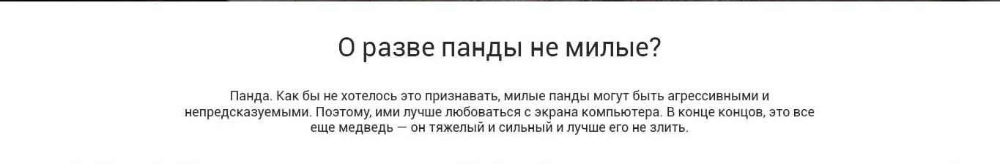 О разве панды не милые?
Панда. Как бы не хотелось это признавать, милые панды могут быть агрессивными и
непредсказуемыми. Поэтому, ими лучше любоваться с экрана компьютера. В конце концов, это все
еще медведь — он тяжелый и сильный и лучше его не злить.